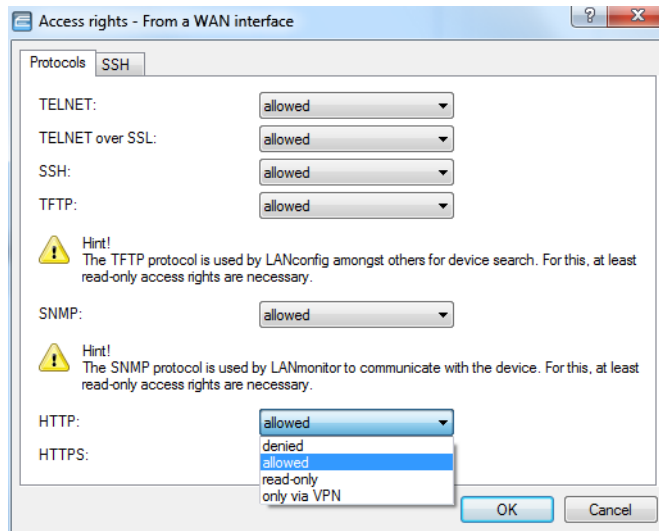 Access rights - From a WAN interface
Protocols SSH
TELNET: allowed
TELNET over SSL: allowed
SSH: allowed
TFTP: allowed
Hint!
The TFTP protocol is used by LANconfig amongst others for device search. For this, at least
read-only access rights are necessary.
SNMP: allowed
Hint!
The SNMP protocol is used by LANmonitor to communicate with the device. For this, at least
read-only access rights are necessary.
HTTP: allowed
denied
HTTPS: allowed
read-only
only via VPN
OK Cancel